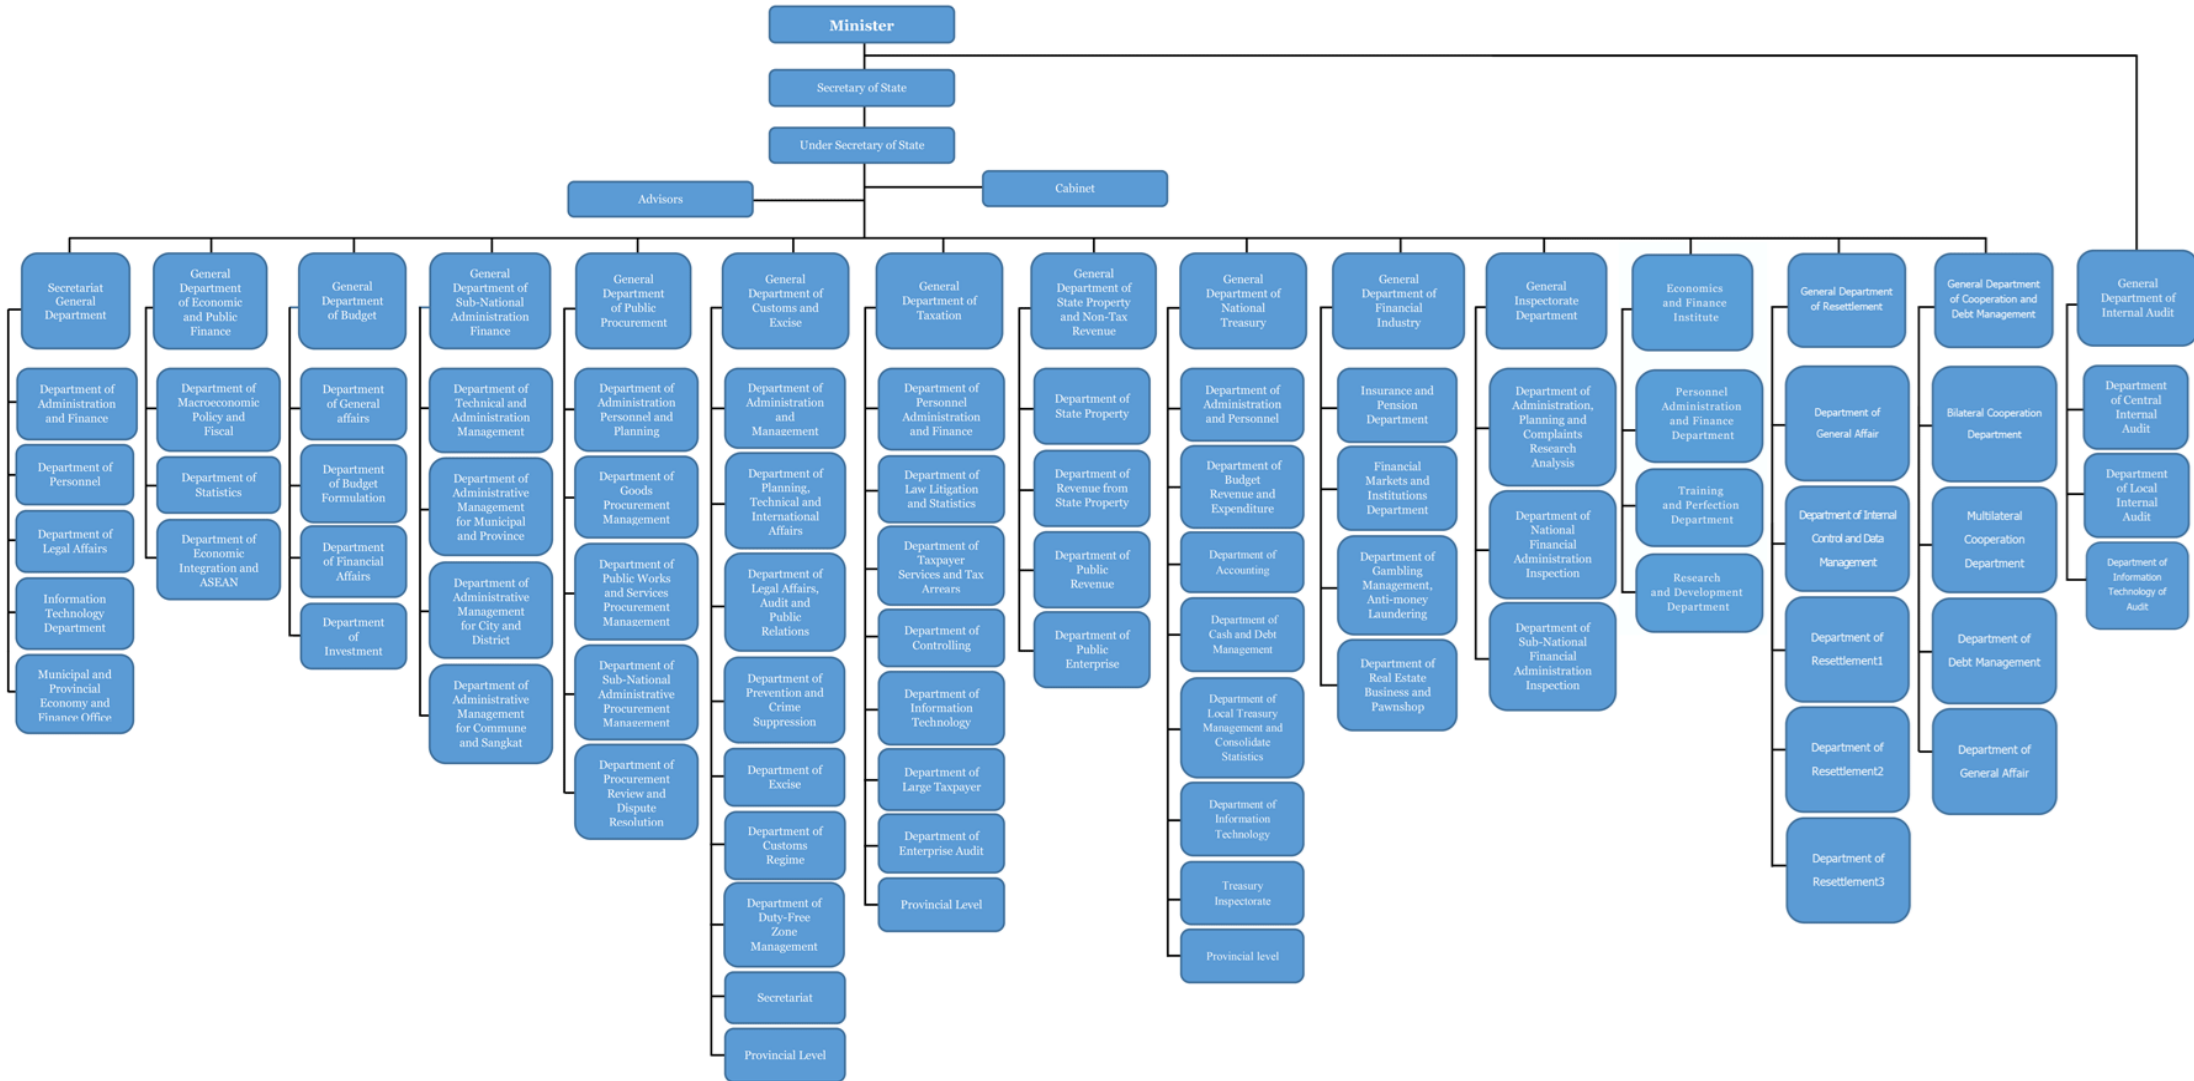 Minister
Secretary of State
Under Secretary of State
Advisors
Cabinet
Secretariat
General
Department
Department of
Administration
and Finance
Department of
Personnel
Department of
Legal Affairs
Information
Technology
Department
Municipal and
Provincial
Economy and
Finance Office
General
Department
of Economic
and Public
Finance
Department of
Macroeconomic
Policy and
Fiscal
Department of
Statistics
Department of
Economic
Integration and
ASEAN
General
Department
of Budget
Department
of General
affairs
Department
of Budget
Formulation
Department
of Financial
Affairs
Department
of
Investment
General
Department of
Sub-National
Administration
Finance
Department of
Technical and
Administration
Management
Department of
Administrative
Management
for Municipal
and Province
Department of
Administrative
Management
for City and
District
Department of
Administrative
Management
for Commune
and Sangkat
General
Department
of Public
Procurement
Department of
Administration
Personnel and
Planning
Department of
Goods
Procurement
Management
Department of
Public Works
and Services
Procurement
Management
Department of
Sub-National
Administrative
Procurement
Management
Department of
Procurement
Review and
Dispute
Resolution
General
Department of
Customs and
Excise
Department of
Administration
and
Management
Department of
Planning,
Technical and
International
Affairs
Department of
Legal Affairs,
Audit and
Public
Relations
Department of
Prevention and
Crime
Suppression
Department of
Excise
Department of
Customs
Regime
Department of
Duty-Free
Zone
Management
Secretariat
Provincial Level
General
Department of
Taxation
Department of
Personnel
Administration
and Finance
Department of
Law Litigation
and Statistics
Department of
Taxpayer
Services and Tax
Arrears
Department of
Controlling
Department of
Information
Technology
Department of
Large Taxpayer
Department of
Enterprise Audit
Provincial Level
General
Department of
State Property
and Non-Tax
Revenue
Department of
State Property
Department of
Revenue from
State Property
Department of
Public
Revenue
Department of
Public
Enterprise
General
Department of
National
Treasury
Department of
Administration
and Personnel
Department of
Budget
Revenue and
Expenditure
Department of
Accounting
Department of
Cash and Debt
Management
Department of
Local Treasury
Management and
Consolidate
Statistics
Department of
Information
Technology
Treasury
Inspectorate
Provincial level
General
Department of
Financial
Industry
Insurance and
Pension
Department
Financial
Markets and
Institutions
Department
Department of
Gambling
Management,
Anti-money
Laundering
Department of
Real Estate
Business and
Pawnshop
General
Inspectorate
Department
Department of
Administration,
Planning and
Complaints
Research
Analysis
Department of
National
Financial
Administration
Inspection
Department of
Sub-National
Financial
Administration
Inspection
Economics
and Finance
Institute
Personnel
Administration
and Finance
Department
Training
and Perfection
Department
Research
and Development
Department
General Department
of Resettlement
Department of
General Affair
Department of Internal
Control and Data
Management
Department of
Resettlement1
Department of
Resettlement2
Department of
Resettlement3
General Department
of Cooperation and
Debt Management
Bilateral Cooperation
Department
Multilateral
Cooperation
Department
Department of
Debt Management
Department of
General Affair
General
Department of
Internal Audit
Department
of Central
Internal
Audit
Department
of Local
Internal
Audit
Department of
Information
Technology of
Audit